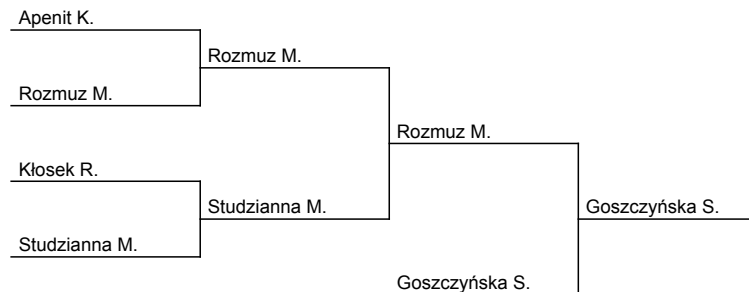 Apenit K.
Rozmuz M.
Rozmuz M.
Rozmuz M.
Kłosek R.
Studzianna M.
Goszczyńska S.
Studzianna M.
Goszczyńska S.